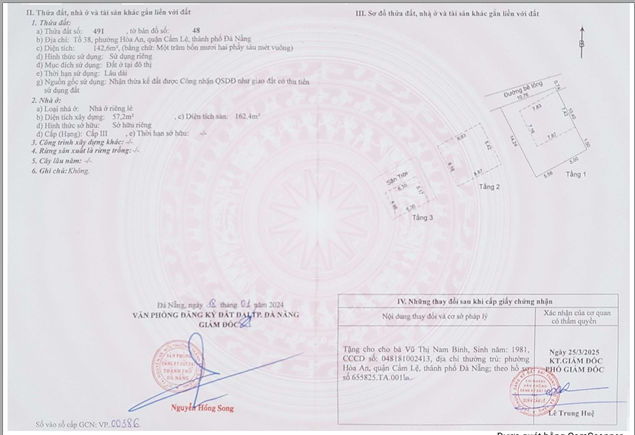 II. Thửa đất, nhà ở và tài sản khác gắn liền với đất
1. Thửa đất:
a) Thửa đất số: 491 , tờ bản đồ số: 48
b) Địa chỉ: Tổ 38, phường Hòa An, quận Cẩm Lệ, thành phố Đà Nẵng
c) Diện tích: 142,6m², (bằng chữ: Một trăm bốn mươi hai phẩy sáu mét vuông)
d) Hình thức sử dụng: Sử dụng riêng
đ) Mục đích sử dụng: Đất ở tại đô thị
e) Thời hạn sử dụng: Lâu dài
g) Nguồn gốc sử dụng: Nhận thừa kế đất được Công nhận QSDĐ như giao đất có thu tiền
sử dụng đất
2. Nhà ở:
a) Loại nhà ở: Nhà ở riêng lẻ
b) Diện tích xây dựng: 57,2m² , c) Diện tích sàn: 162.4m²
d) Hình thức sở hữu: Sở hữu riêng
đ) Cấp (Hạng): Cấp III , e) Thời hạn sở hữu: -/-
3. Công trình xây dựng khác: -/-
4. Rừng sản xuất là rừng trồng: -/-
5. Cây lâu năm: -/-
6. Ghi chú: Không.
Đà Nẵng, ngày tháng 01 năm 2024
VĂN PHÒNG ĐĂNG KÝ ĐẤT ĐAI TP. ĐÀ NẴNG
GIÁM ĐỐC
Nguyễn Hồng Song
Số vào sổ cấp GCN: VP.00386
III. Sơ đồ thửa đất, nhà ở và tài sản khác gắn liền với đất
B
Đường bê tông
10.76
14.24
7.87
5.56
5.00
Tầng 1
Tầng 2
Sân Trời
Tầng 3
IV. Những thay đổi sau khi cấp giấy chứng nhận
Nội dung thay đổi và cơ sở pháp lý
Xác nhận của cơ quan
có thẩm quyền
Tặng cho cho bà Vũ Thị Nam Bình, Sinh năm: 1981,
CCCD số: 048181002413, địa chỉ thường trú: phường
Hòa An, quận Cẩm Lệ, thành phố Đà Nẵng; theo hồ sơ
số 655825.TA.001
Ngày 25/3/2025
KT.GIÁM ĐỐC
PHÓ GIÁM ĐỐC
Lê Trung Huệ